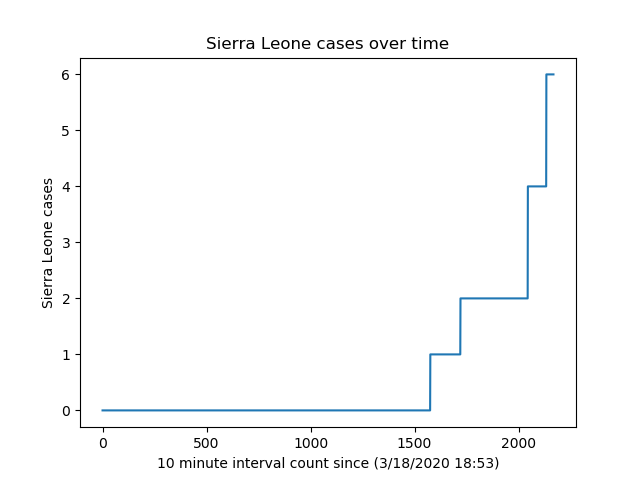 Sierra Leone cases over time
6
5
4
3
2
1
0
Sierra Leone cases
0 500 1000 1500 2000
10 minute interval count since (3/18/2020 18:53)